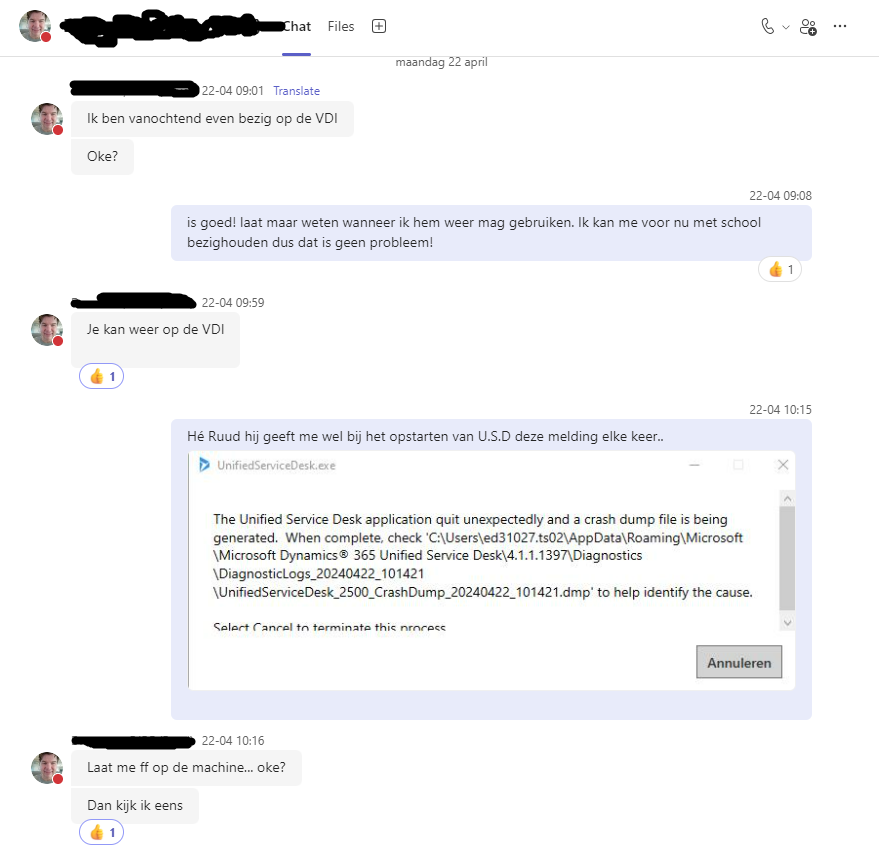 Chat Files
maandag 22 april
22-04 09:01 Translate
Ik ben vanochtend even bezig op de VDI
Oke?
22-04 09:08
is goed! laat maar weten wanneer ik hem weer mag gebruiken. Ik kan me voor nu met school
bezighouden dus dat is geen probleem!
👍 1
22-04 09:59
Je kan weer op de VDI
👍 1
22-04 10:15
Hé Ruud hij geeft me wel bij het opstarten van U.S.D deze melding elke keer..
UnifiedServiceDesk.exe
The Unified Service Desk application quit unexpectedly and a crash dump file is being
generated. When complete, check 'C:\Users\ed31027.ts02\AppData\Roaming\Microsoft
\Microsoft Dynamics® 365 Unified Service Desk\4.1.1.1397\Diagnostics
\DiagnosticLogs_20240422_101421
\UnifiedServiceDesk_2500_CrashDump_20240422_101421.dmp' to help identify the cause.
Select Cancel to terminate this process
Annuleren
22-04 10:16
Laat me ff op de machine... oke?
Dan kijk ik eens
👍 1